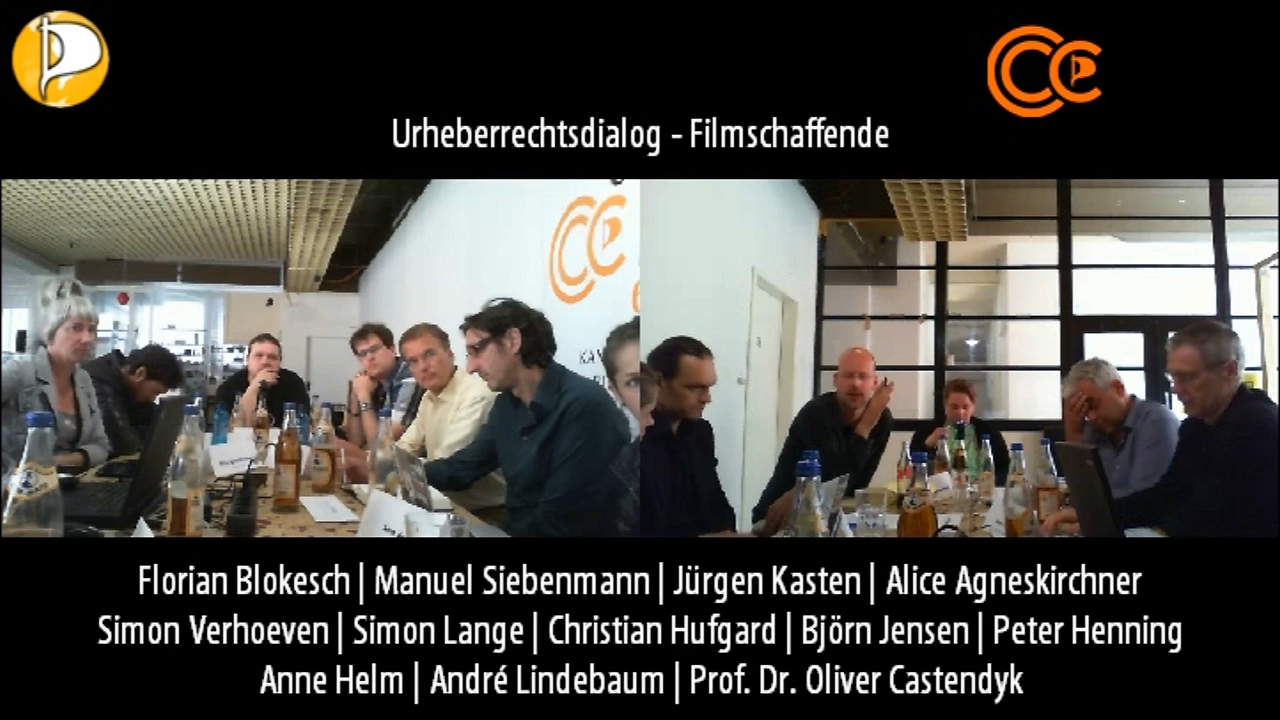 Urheberrechtsdialog - Filmschaffende
Florian Blokesch | Manuel Siebenmann | Jürgen Kasten | Alice Agneskirchner
Simon Verhoeven | Simon Lange | Christian Hufgard | Björn Jensen | Peter Henning
Anne Helm | André Lindebaum | Prof. Dr. Oliver Castendyk